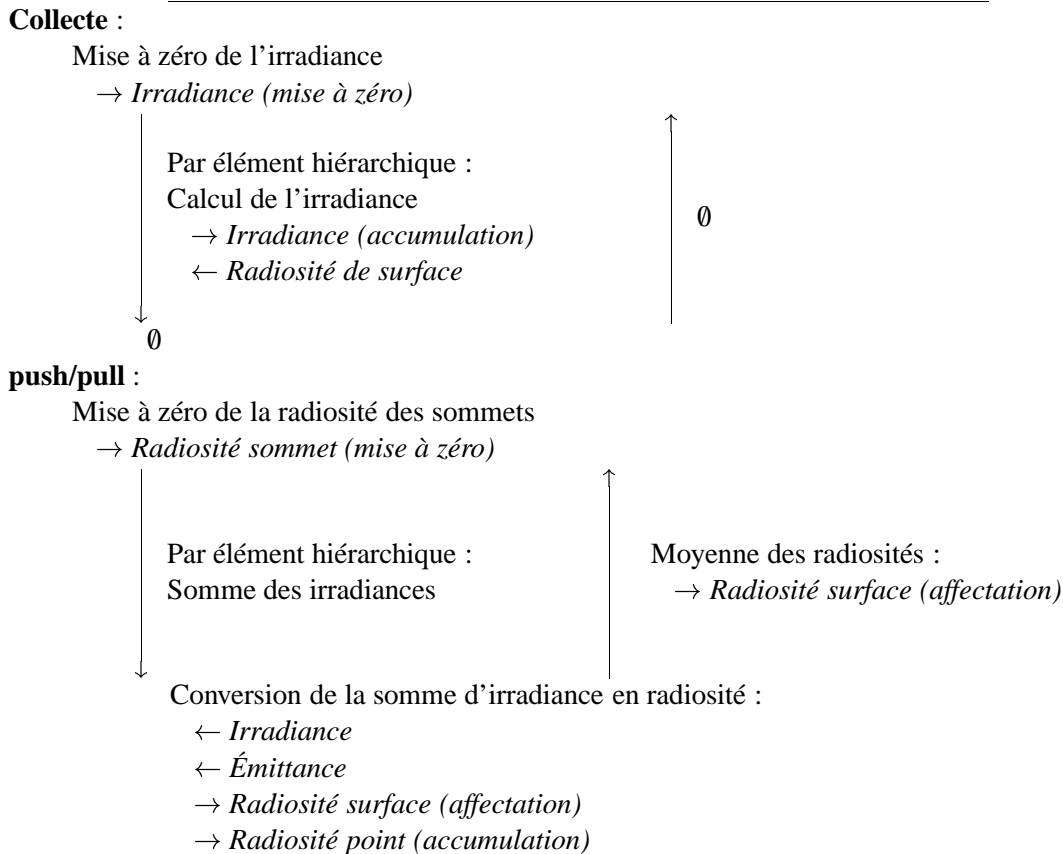 Collecte :
Mise à zéro de l'irradiance
→ Irradiance (mise à zéro)
Par élément hiérarchique :
Calcul de l'irradiance
→ Irradiance (accumulation)
← Radiosité de surface
∅
∅
push/pull :
Mise à zéro de la radiosité des sommets
→ Radiosité sommet (mise à zéro)
Par élément hiérarchique :
Somme des irradiances
Moyenne des radiosités :
→ Radiosité surface (affectation)
Conversion de la somme d'irradiance en radiosité :
← Irradiance
← Émittance
→ Radiosité surface (affectation)
→ Radiosité point (accumulation)